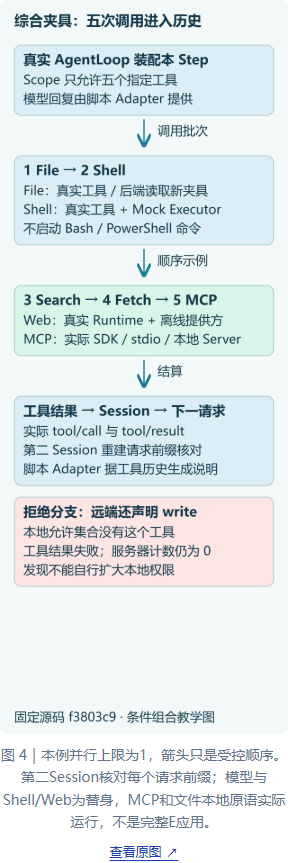 综合夹具：五次调用进入历史
真实 AgentLoop 装配本 Step
Scope 只允许五个指定工具
模型回复由脚本 Adapter 提供
调用批次
1 File → 2 Shell
File：真实工具 / 后端读取新夹具
Shell：真实工具 + Mock Executor
不启动 Bash / PowerShell 命令
顺序示例
3 Search → 4 Fetch → 5 MCP
Web：真实 Runtime + 离线提供方
MCP：实际 SDK / stdio / 本地 Server
结算
工具结果 → Session → 下一请求
实际 tool/call 与 tool/result
第二 Session 重建请求前缀核对
脚本 Adapter 据工具历史生成说明
拒绝分支：远端还声明 write
本地允许集合没有这个工具
工具结果失败；服务器计数仍为 0
发现不能自行扩大本地权限
固定源码 f3803c9 · 条件组合教学图
图 4｜本例并行上限为1，箭头只是受控顺序。
第二Session核对每个请求前缀；模型与
Shell/Web为替身，MCP和文件本地原语实际
运行，不是完整E应用。
查看原图 ↗